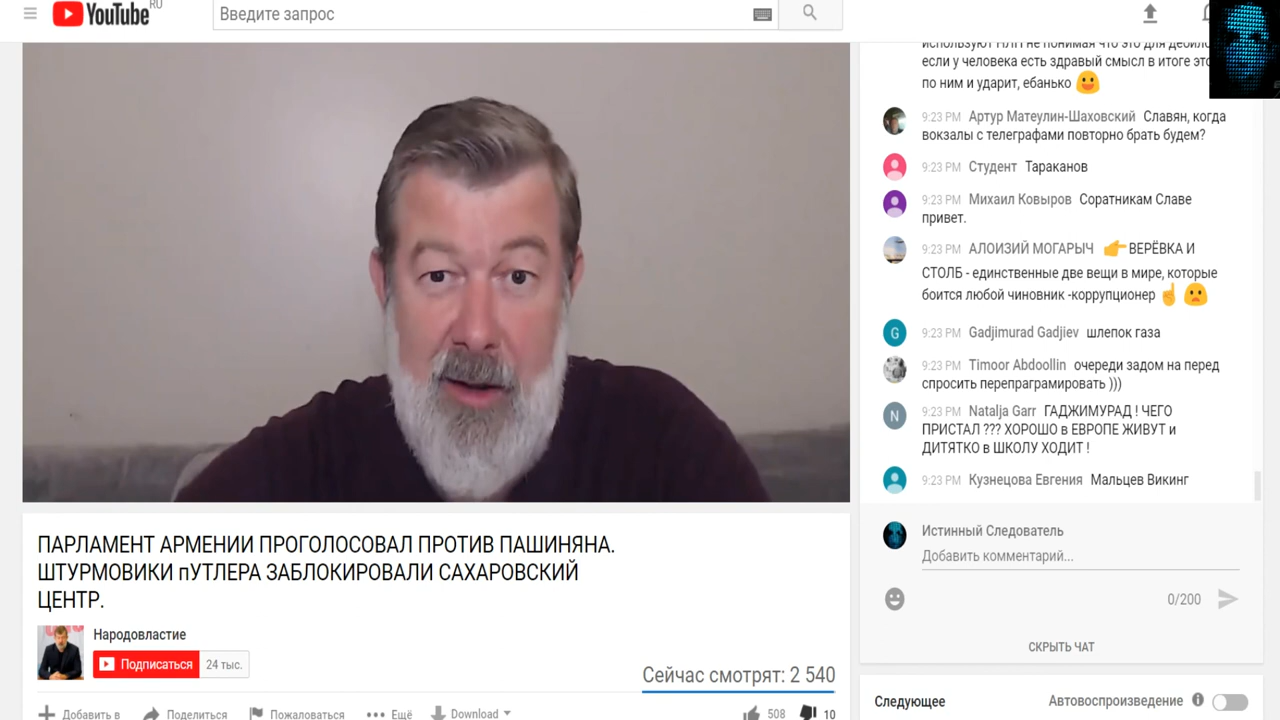 YouTube RU
Введите запрос
если у человека есть здравый смысл в итоге это
по ним и ударит, ебанько
9:23 PM Артур Матеулин-Шаховский Славян, когда
вокзалы с телеграфами повторно брать будем?
9:23 PM Студент Тараканов
9:23 PM Михаил Ковыров Соратникам Славе
привет.
9:23 PM АЛОИЗИЙ МОГАРЫЧ 👉 ВЕРЁВКА И
СТОЛБ - единственные две вещи в мире, которые
боится любой чиновник -коррупционер
G 9:23 PM Gadjimurad Gadjiev шлепок газа
9:23 PM Timoor Abdoollin очереди задом на перед
спросить перепраграмировать )))
N 9:23 PM Natalja Garr ГАДЖИМУРАД ! ЧЕГО
ПРИСТАЛ ??? ХОРОШО в ЕВРОПЕ ЖИВУТ и
ДИТЯТКО в ШКОЛУ ХОДИТ !
9:23 PM Кузнецова Евгения Мальцев Викинг
Истинный Следователь
Добавить комментарий...
0/200
СКРЫТЬ ЧАТ
ПАРЛАМЕНТ АРМЕНИИ ПРОГОЛОСОВАЛ ПРОТИВ ПАШИНЯНА.
ШТУРМОВИКИ пУТЛЕРА ЗАБЛОКИРОВАЛИ САХАРОВСКИЙ
ЦЕНТР.
Народовластие
Подписаться 24 тыс.
Сейчас смотрят: 2 540
Добавить в Поделиться Пожаловаться Ещё Download 508 10
Следующее Автовоспроизведение